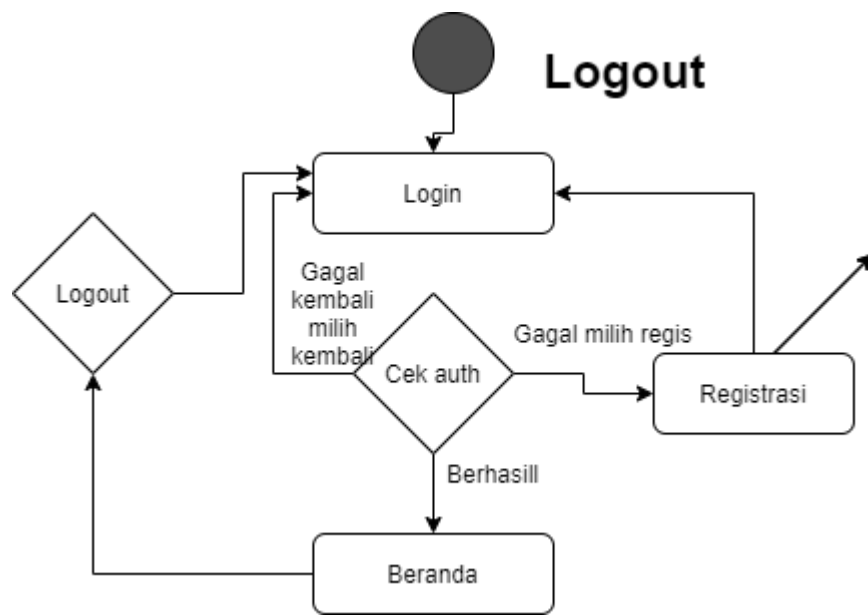 Logout
Login
Logout
Gagal
kembali
milih
kembali
Gagal milih regis
Cek auth
Registrasi
Berhasill
Beranda